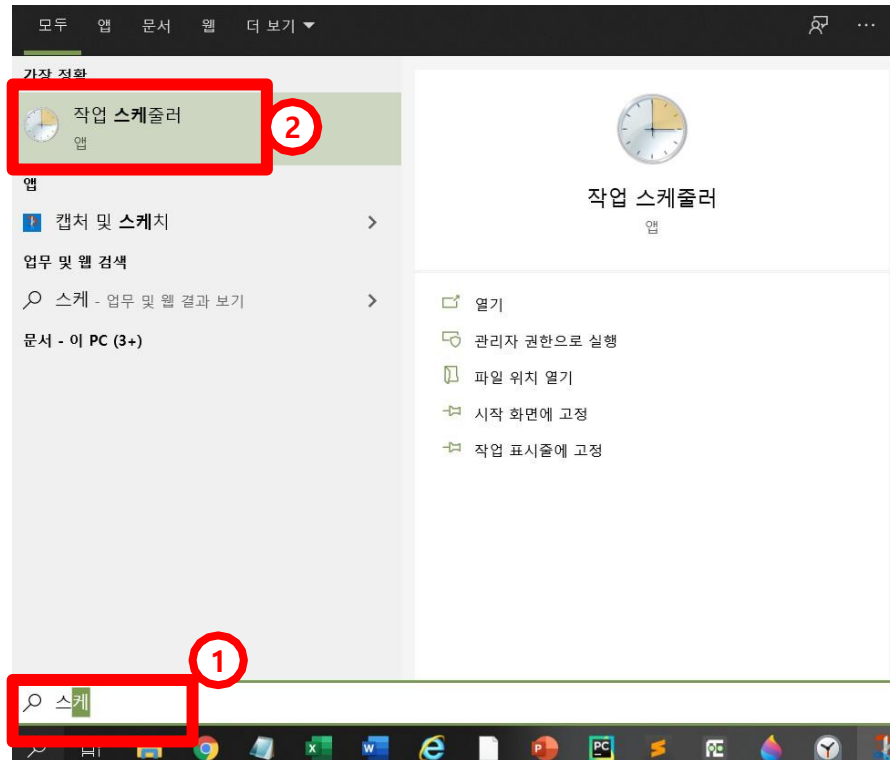 모두 앱 문서 웹 더 보기
가장 정확
작업 스케줄러
앱
2
앱
캡처 및 스케치
업무 및 웹 검색
스케 - 업무 및 웹 결과 보기
문서 - 이 PC (3+)
작업 스케줄러
앱
열기
관리자 권한으로 실행
파일 위치 열기
시작 화면에 고정
작업 표시줄에 고정
1
스케
X W P PC